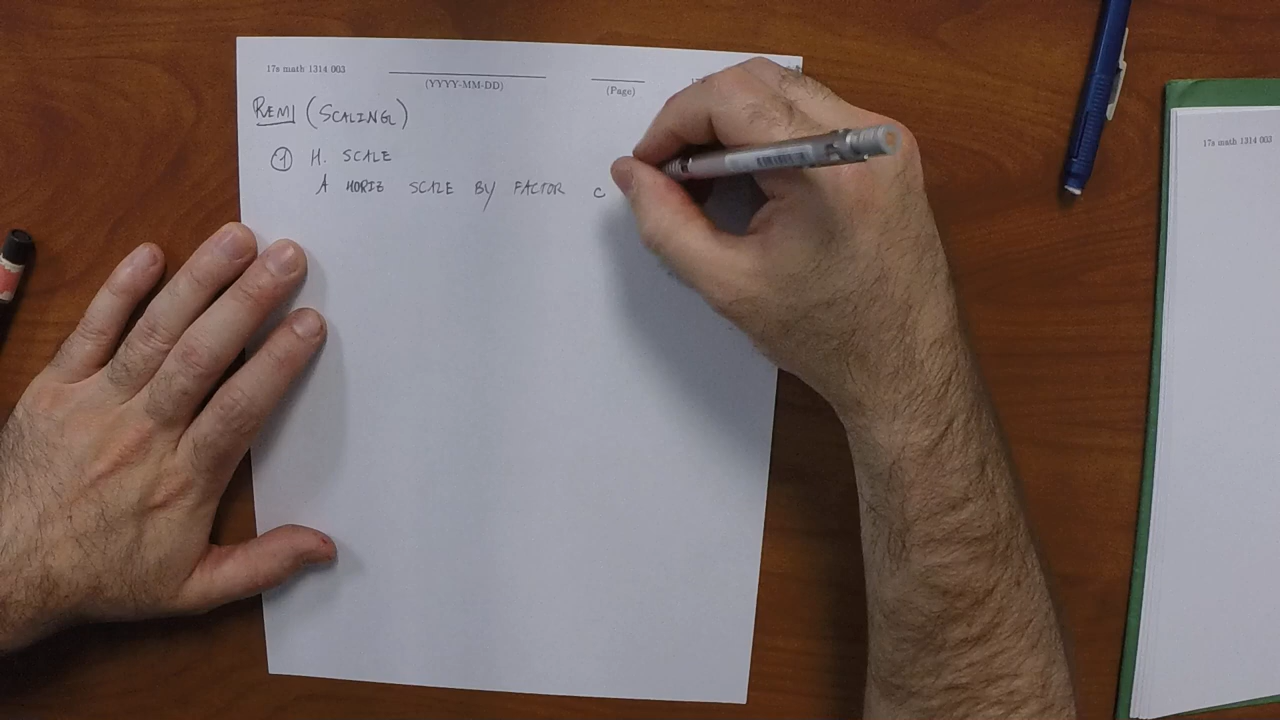 17s math 1314 003
(YYYY-MM-DD)
(Page)
REM (SCALING)
① H. SCALE
A HORIZ SCALE BY FACTOR c
17s math 1314 003